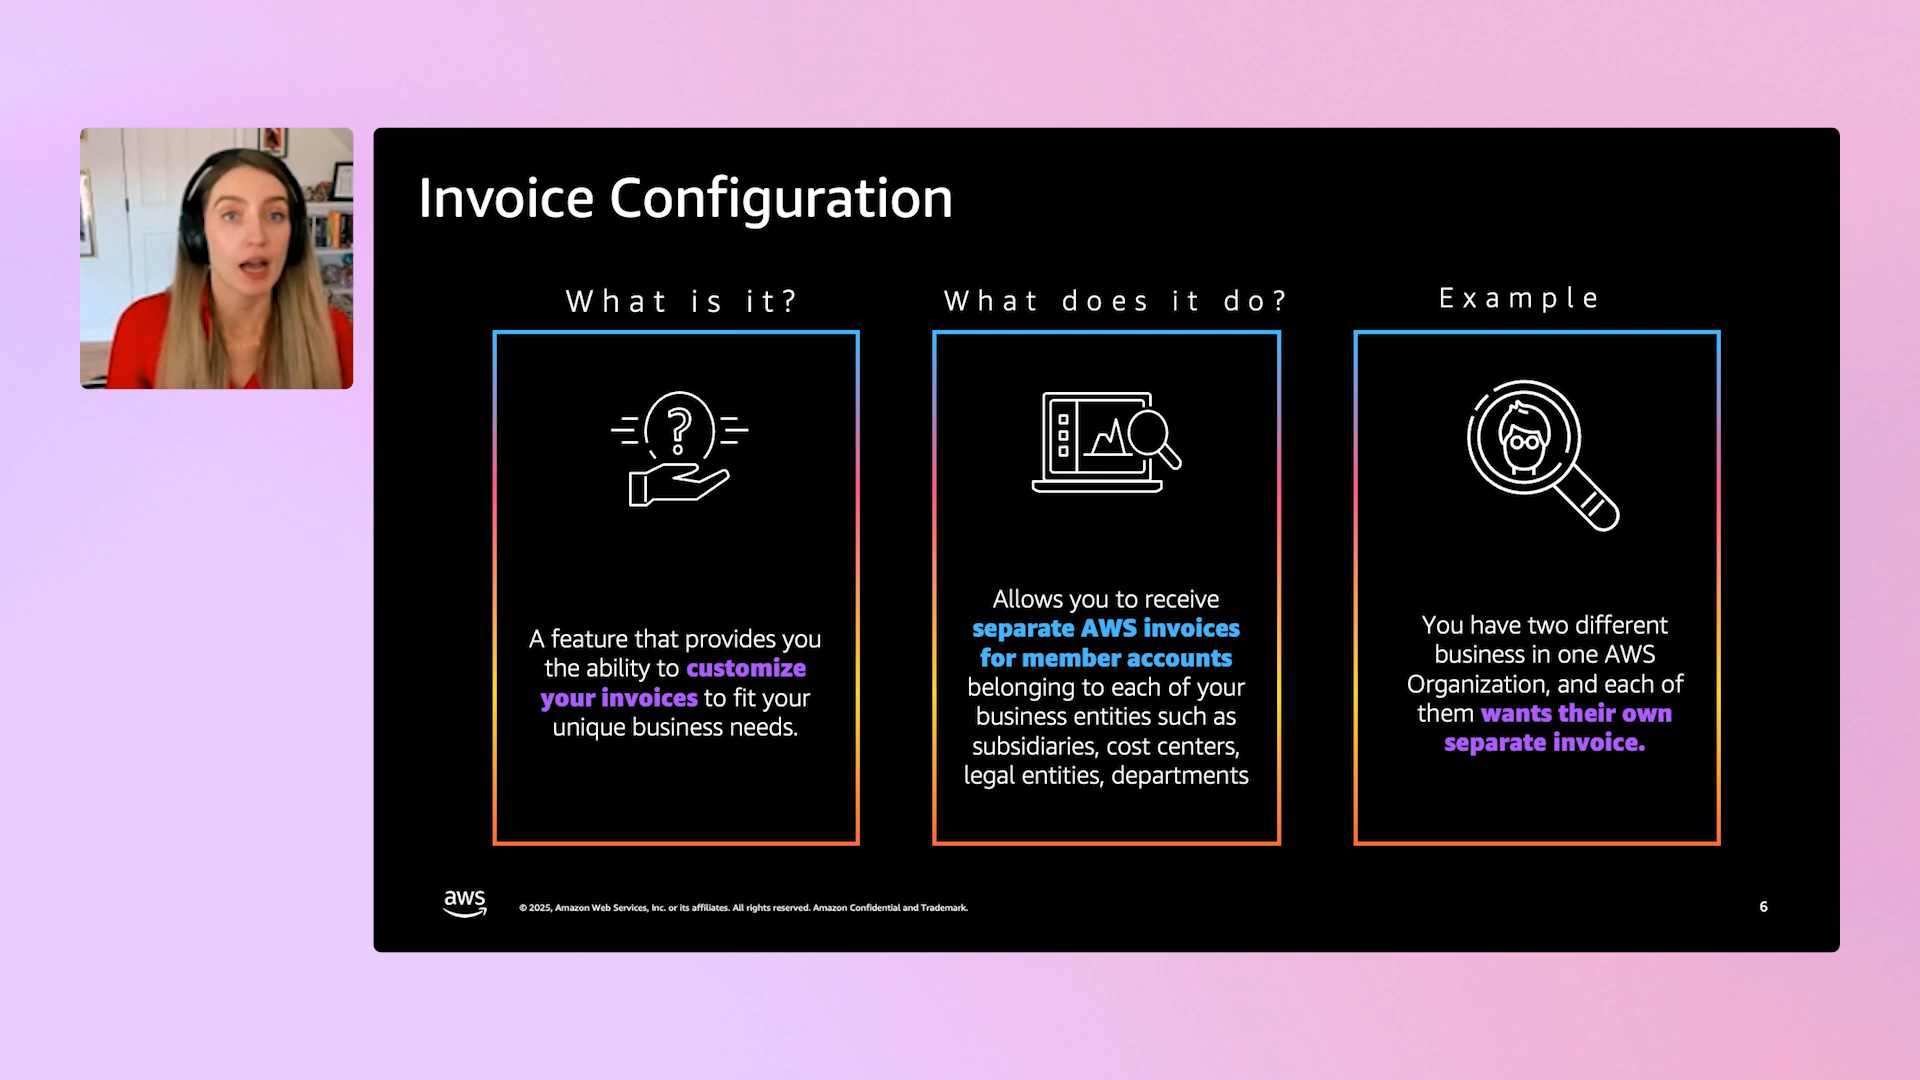 Invoice Configuration
What is it?
A feature that provides you
the ability to customize
your invoices to fit your
unique business needs.
What does it do?
Allows you to receive
separate AWS invoices
for member accounts
belonging to each of your
business entities such as
subsidiaries, cost centers,
legal entities, departments
Example
You have two different
business in one AWS
Organization, and each of
them wants their own
separate invoice.
aws
© 2025, Amazon Web Services, Inc. or its affiliates. All rights reserved. Amazon Confidential and Trademark.
6